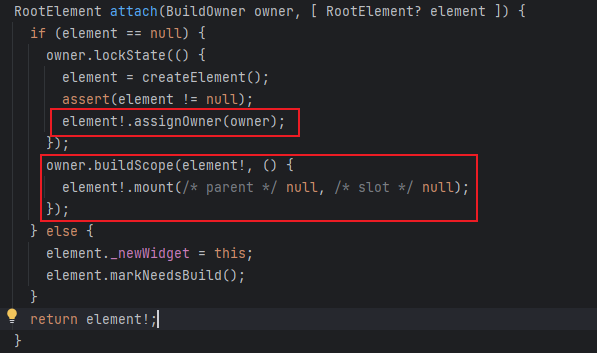 RootElement attach(BuildOwner owner, [ RootElement? element ]) {
if (element == null) {
owner.lockState(() {
element = createElement();
assert(element != null);
element!.assignOwner(owner);
});
owner.buildScope(element!, () {
element!.mount(/* parent */ null, /* slot */ null);
});
} else {
element._newWidget = this;
element.markNeedsBuild();
}
return element!;
}